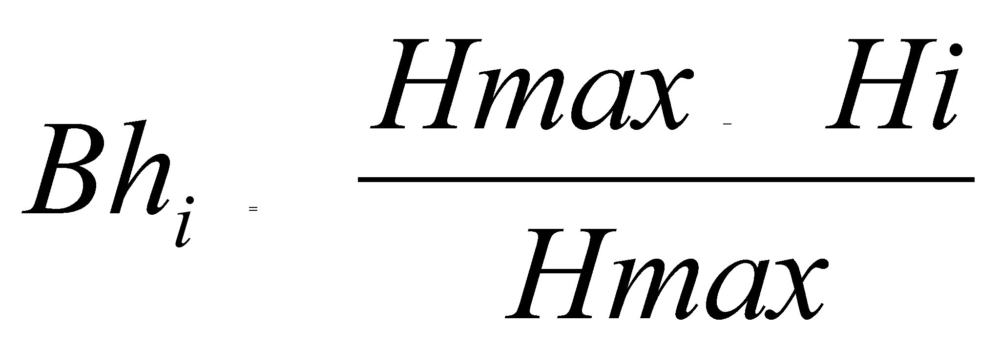 Hmax - Hi
Bh_i =
Hmax